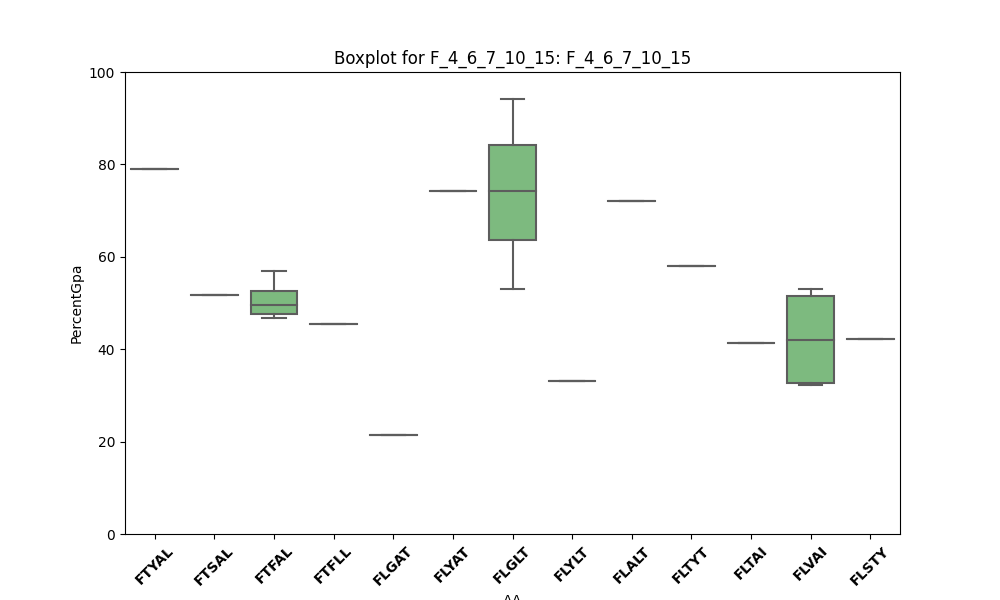 Boxplot for F_4_6_7_10_15: F_4_6_7_10_15
100
80
60
40
20
0
PercentGpa
FTYAL
FTSAL
FTFAL
FTFLL
FLGAT
FLYAT
FLGLT
FLYLT
FLALT
FLTYT
FLTAI
FLVAI
FLSTY
AA